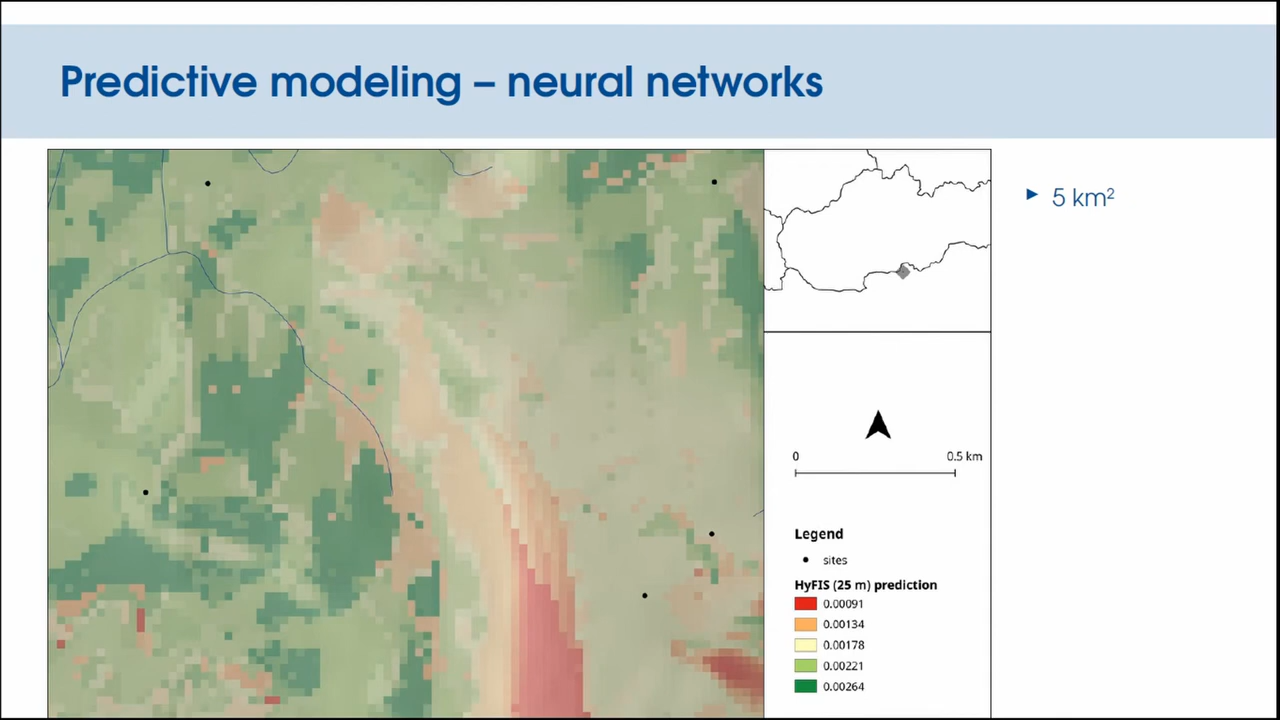 Predictive modeling – neural networks
▶ 5 km²
0 0.5 km
Legend
sites
HyFIS (25 m) prediction
0.00091
0.00134
0.00178
0.00221
0.00264